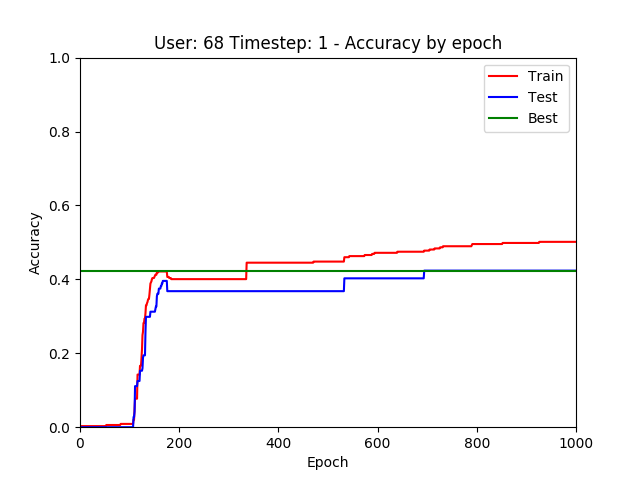 User: 68 Timestep: 1 - Accuracy by epoch
1.0
0.8
0.6
0.4
0.2
0.0
Accuracy
Train
Test
Best
0 200 400 600 800 1000
Epoch